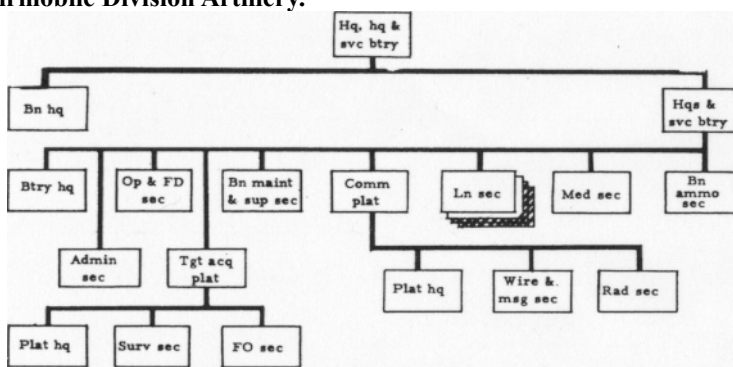 Airmobile Division Artillery.
Hq, hq &
svc btry
Bn hq
Hqs &
svc btry
Btry hq
Op & FD
sec
Bn maint
& sup sec
Comm
plat
Ln sec
Med sec
Bn
ammo
sec
Admin
sec
Tgt acq
plat
Plat hq
Wire &.
msg sec
Rad sec
Plat hq
Surv sec
FO sec